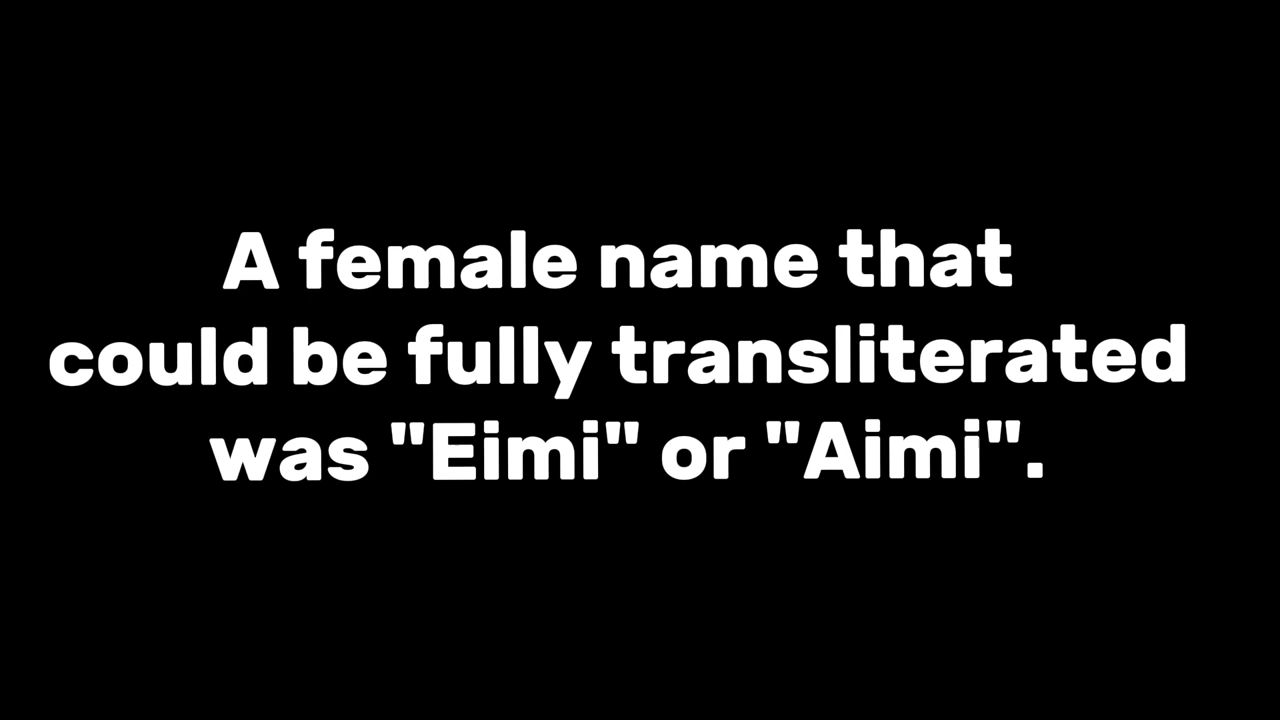 A female name that
could be fully transliterated
was "Eimi" or "Aimi".